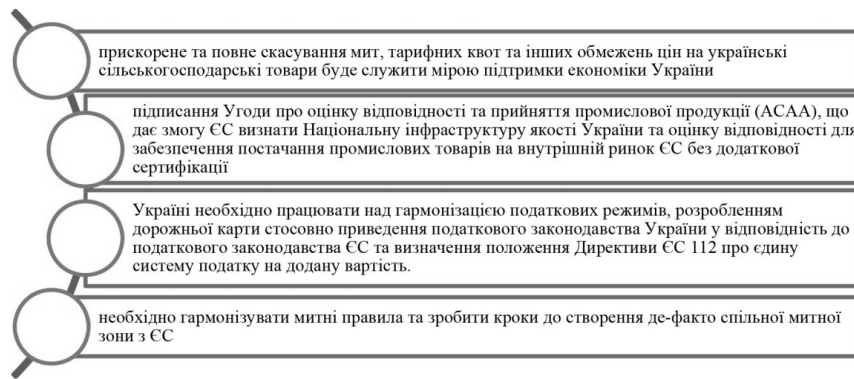 прискорене та повне скасування мит, тарифних квот та інших обмежень цін на українські
сільськогосподарські товари буде служити мірою підтримки економіки України
підписання Угоди про оцінку відповідності та прийняття промислової продукції (АСАА), що
дає змогу ЄС визнати Національну інфраструктуру якості України та оцінку відповідності для
забезпечення постачання промислових товарів на внутрішній ринок ЄС без додаткової
сертифікації
Україні необхідно працювати над гармонізацією податкових режимів, розробленням
дорожньої карти стосовно приведення податкового законодавства України у відповідність до
податкового законодавства ЄС та визначення положення Директиви ЄС 112 про єдину
систему податку на додану вартість.
необхідно гармонізувати митні правила та зробити кроки до створення де-факто спільної митної
зони з ЄС